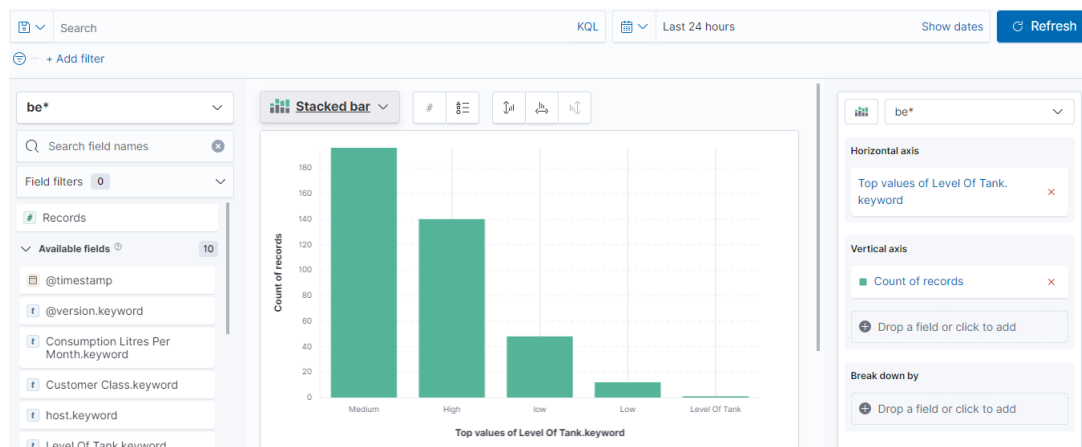 Search
KQL
Last 24 hours
Show dates
Refresh
+ Add filter
be*
Search field names
Field filters 0
# Records
Available fields ?
10
@timestamp
t @version.keyword
t Consumption Litres Per
Month.keyword
t Customer Class.keyword
t host.keyword
t Level Of Tank.keyword
Stacked bar
#
180
160
140
120
100
80
60
40
20
0
Count of records
Medium
High
low
Low
Level Of Tank
Top values of Level Of Tank.keyword
be*
Horizontal axis
Top values of Level Of Tank.
keyword
Vertical axis
Count of records
Drop a field or click to add
Break down by
Drop a field or click to add